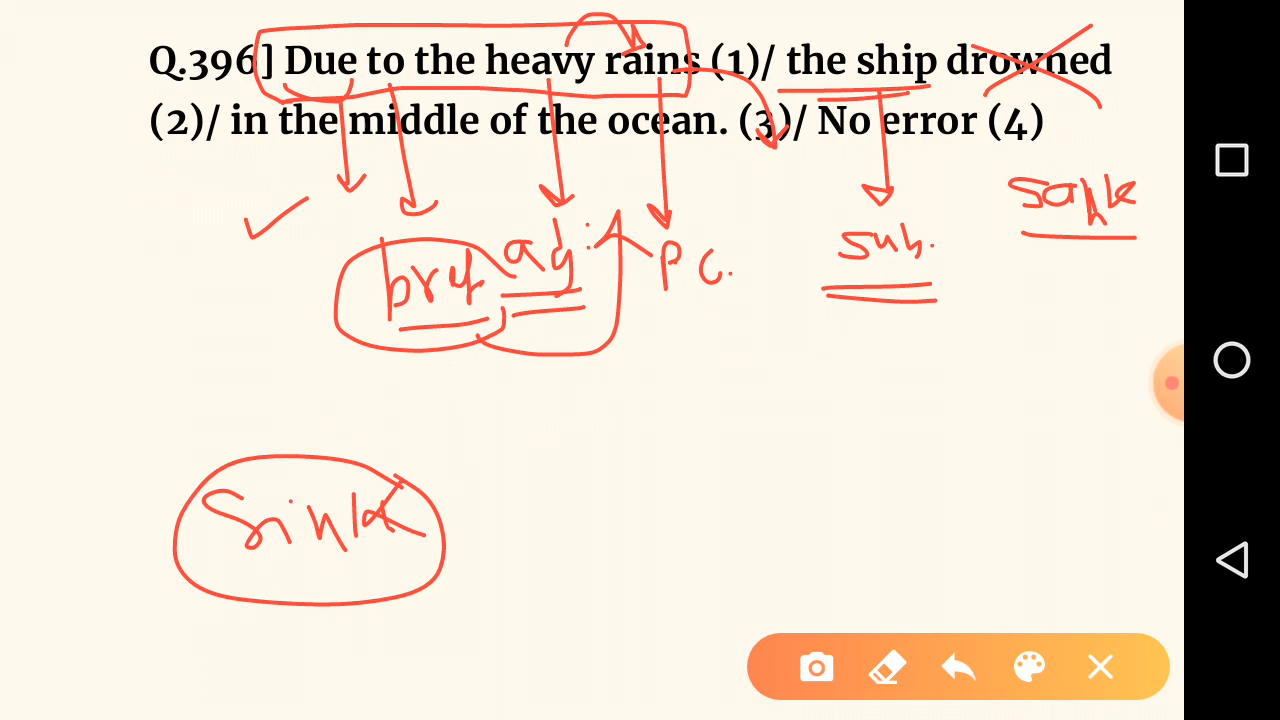 Q.396] Due to the heavy rains (1)/ the ship drowned
(2)/ in the middle of the ocean. (3)/ No error (4)
sank
sub.
pref adj: P C.
Sink